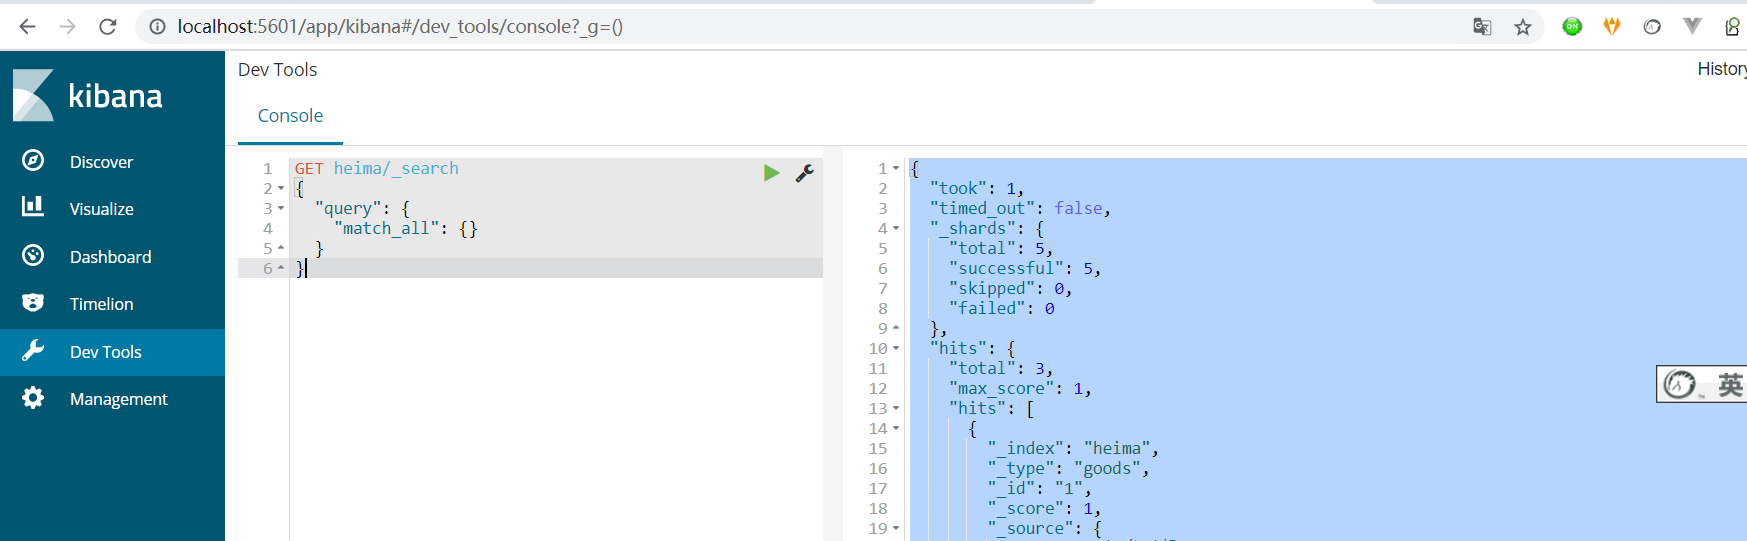 localhost:5601/app/kibana#/dev_tools/console?_g=()
ON
kibana
Discover
Visualize
Dashboard
Timelion
Dev Tools
Management
Dev Tools
History
Console
1 GET heima/_search
2 {
3 "query": {
4 "match_all": {}
5 }
6 }
1 {
2 "took": 1,
3 "timed_out": false,
4 "_shards": {
5 "total": 5,
6 "successful": 5,
7 "skipped": 0,
8 "failed": 0
9 },
10 "hits": {
11 "total": 3,
12 "max_score": 1,
13 "hits": [
14 {
15 "_index": "heima",
16 "_type": "goods",
17 "_id": "1",
18 "_score": 1,
19 "_source": {
英